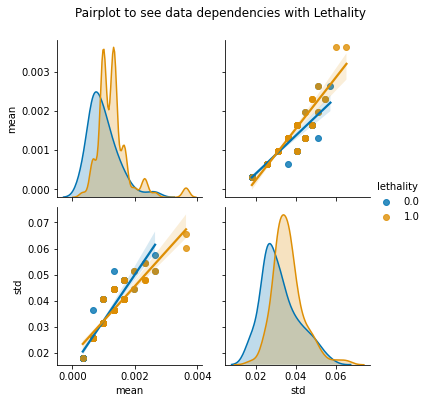 Pairplot to see data dependencies with Lethality
0.003
0.002
0.001
0.000
mean
lethality
0.0
1.0
0.07
0.06
0.05
0.04
0.03
0.02
std
0.000 0.002 0.004
mean
0.02 0.04 0.06
std